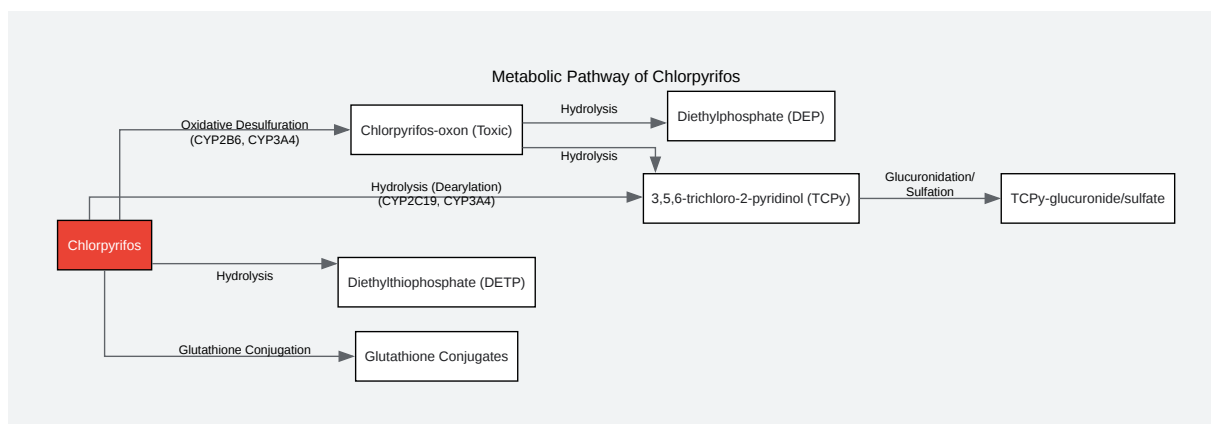 Metabolic Pathway of Chlorpyrifos
Oxidative Desulfuration
(CYP2B6, CYP3A4)
Chlorpyrifos-oxon (Toxic)
Hydrolysis
Diethylphosphate (DEP)
Hydrolysis
Hydrolysis (Dearylation)
(CYP2C19, CYP3A4)
3,5,6-trichloro-2-pyridinol (TCPy)
Glucuronidation/
Sulfation
TCPy-glucuronide/sulfate
Chlorpyrifos
Hydrolysis
Diethylthiophosphate (DETP)
Glutathione Conjugation
Glutathione Conjugates